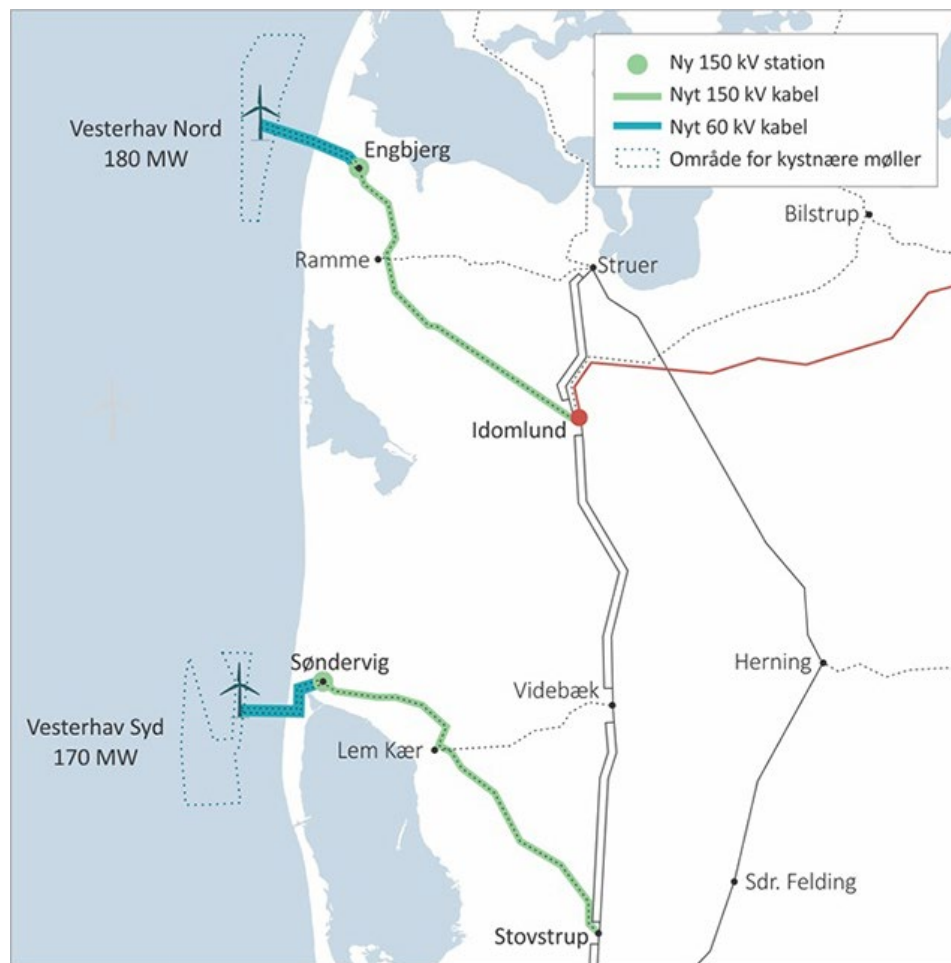 Ny 150 kV station
Nyt 150 kV kabel
Nyt 60 kV kabel
Område for kystnære møller
Vesterhav Nord
180 MW
Engbjerg
Bilstrup
Ramme
Struer
Idomlund
Søndervig
Herning
Videbæk
Vesterhav Syd
170 MW
Lem Kær
Sdr. Felding
Stovstrup